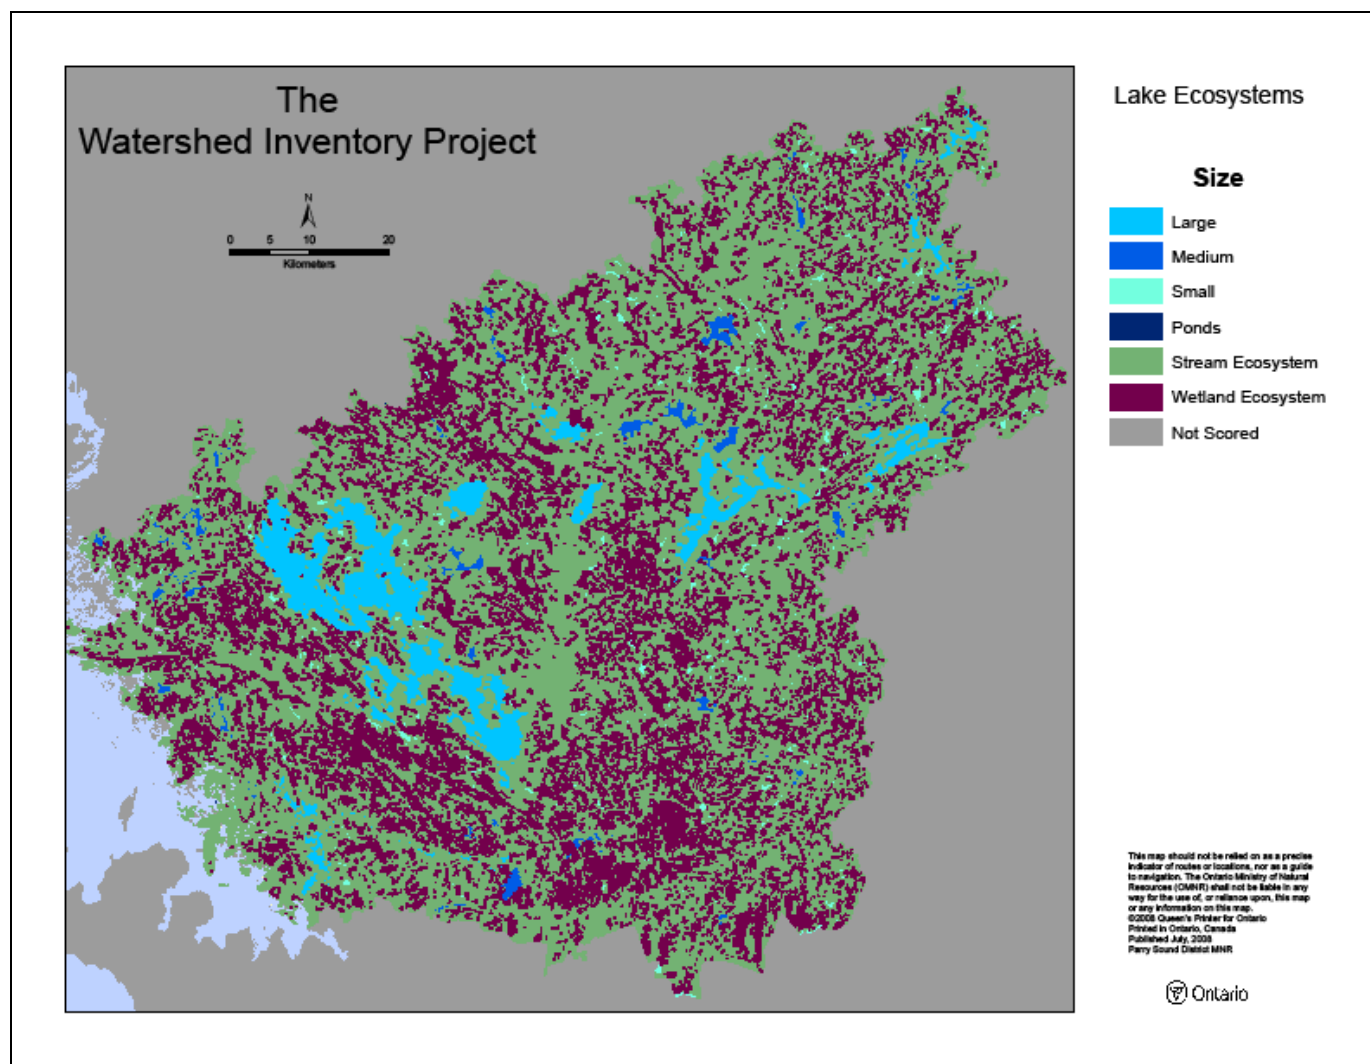 The
Watershed Inventory Project
N
0 5 10 20
Kilometers
Lake Ecosystems
Size
Large
Medium
Small
Ponds
Stream Ecosystem
Wetland Ecosystem
Not Scored
This map should not be relied on as a precise
indicator of routes or locations, nor as a guide
to navigation. The Ontario Ministry of Natural
Resources (OMNR) shall not be liable in any
way for the use of, or reliance upon, this map
or any information on this map.
©2008 Queen's Printer for Ontario
Printed in Ontario, Canada
Published July, 2008
Parry Sound District MNR
Ontario